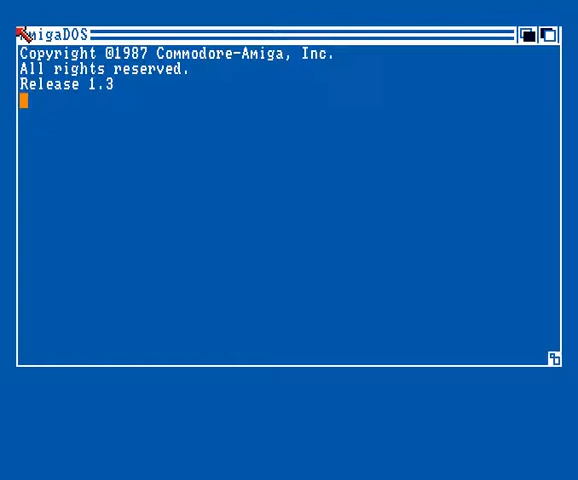 AmigaDOS
Copyright ©1987 Commodore-Amiga, Inc.
All rights reserved.
Release 1.3